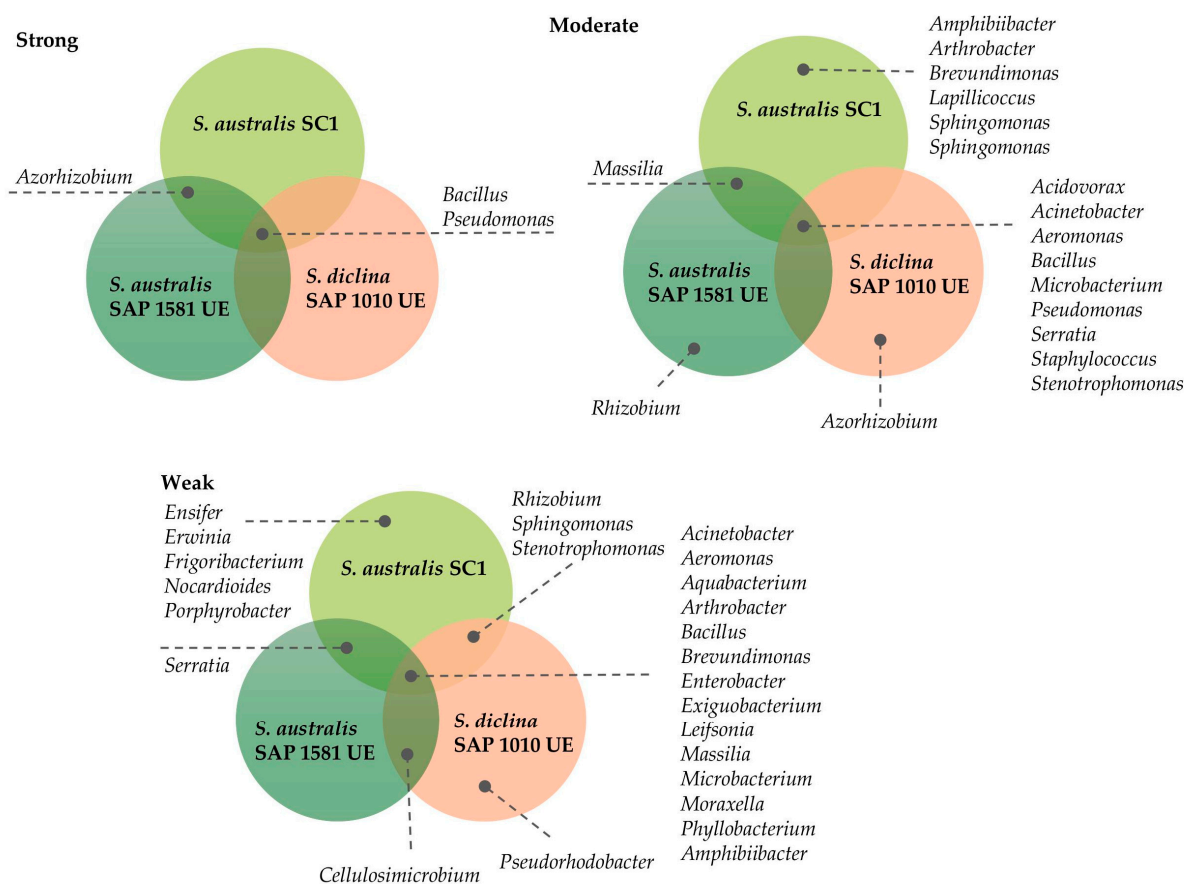 Strong
S. australis SC1
Azorhizobium
Bacillus
Pseudomonas
S. australis
SAP 1581 UE
S. diclina
SAP 1010 UE
Moderate
Amphibiibacter
Arthrobacter
Brevundimonas
Lapillicoccus
Sphingomonas
Sphingomonas
S. australis SC1
Massilia
Acidovorax
Acinetobacter
Aeromonas
Bacillus
Microbacterium
Pseudomonas
Serratia
Staphylococcus
Stenotrophomonas
S. australis
SAP 1581 UE
S. diclina
SAP 1010 UE
Rhizobium
Azorhizobium
Weak
Ensifer
Erwinia
Frigoribacterium
Nocardioides
Porphyrobacter
Rhizobium
Sphingomonas
Stenotrophomonas
S. australis SC1
Serratia
Acinetobacter
Aeromonas
Aquabacterium
Arthrobacter
Bacillus
Brevundimonas
Enterobacter
Exiguobacterium
Leifsonia
Massilia
Microbacterium
Moraxella
Phyllobacterium
Amphibiibacter
S. australis
SAP 1581 UE
S. diclina
SAP 1010 UE
Cellulosimicrobium
Pseudorhodobacter